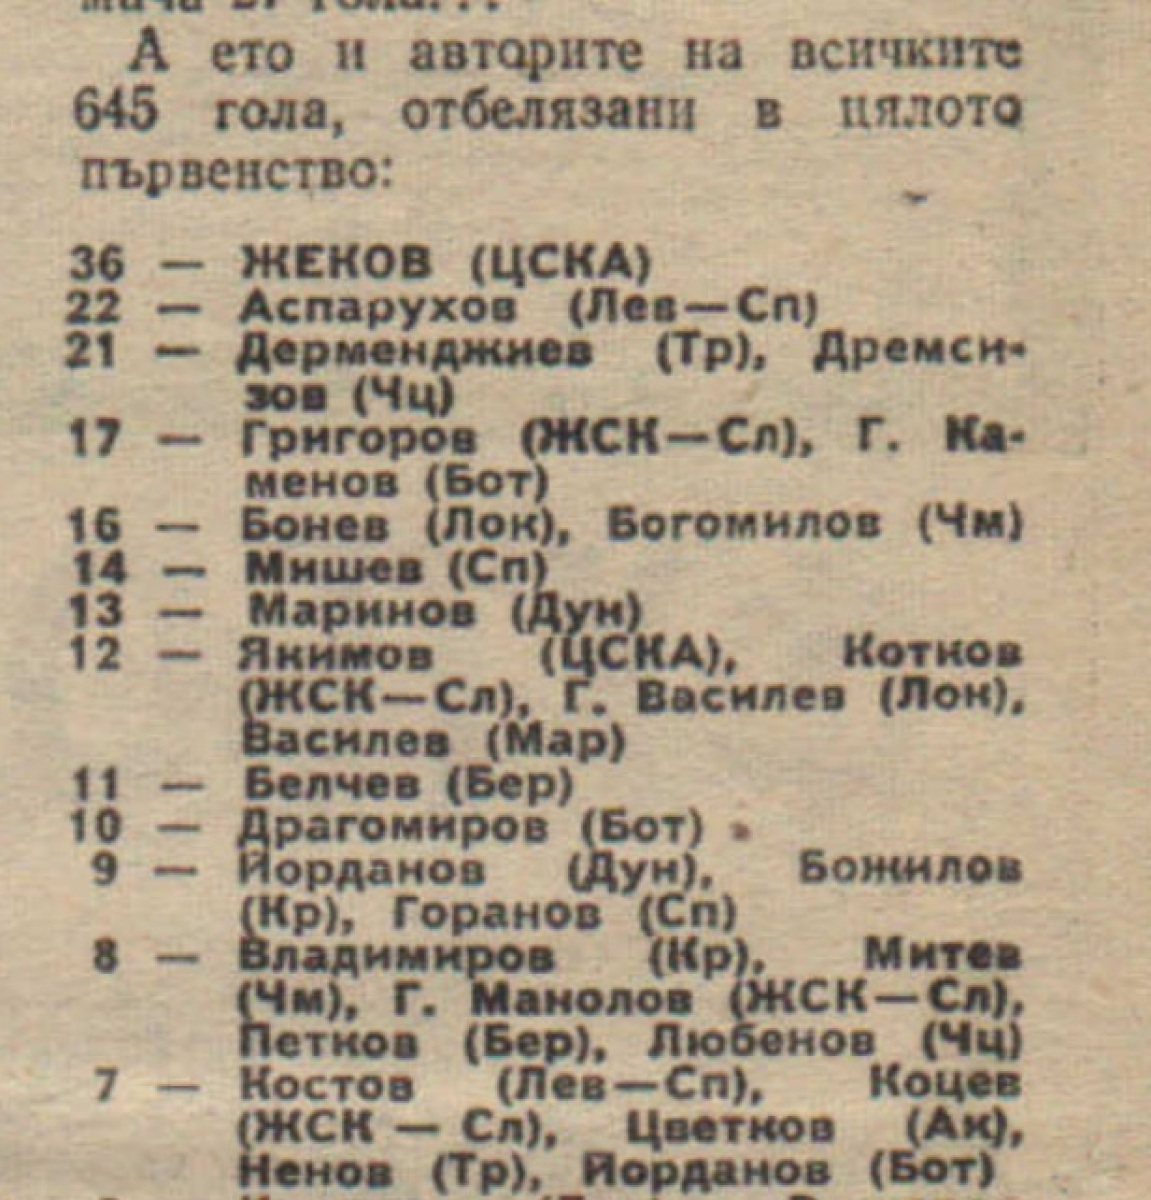 А ето и авторите на всичките
645 гола, отбелязани в цялото
първенство:
36 — ЖЕКОВ (ЦСКА)
22 — Аспарухов (Лев—Сп)
21 — Дерменджиев (Тр), Дремси-
зов (Чц)
17 — Григоров (ЖСК—Сл), Г. Ка-
менов (Бот)
16 — Бонев (Лок), Богомилов (Чм)
14 — Мишев (Сп)
13 — Маринов (Дун)
12 — Якимов (ЦСКА), Котков
(ЖСК—Сл), Г. Василев (Лок),
Василев (Мар)
11 — Белчев (Бер)
10 — Драгомиров (Бот)
9 — Йорданов (Дун), Божилов
(Кр), Горанов (Сп)
8 — Владимиров (Кр), Митев
(Чм), Г. Манолов (ЖСК—Сл),
Петков (Бер), Любенов (Чц)
7 — Костов (Лев—Сп), Коцев
(ЖСК — Сл), Цветков (Ак),
Ненов (Тр), Йорданов (Бот)